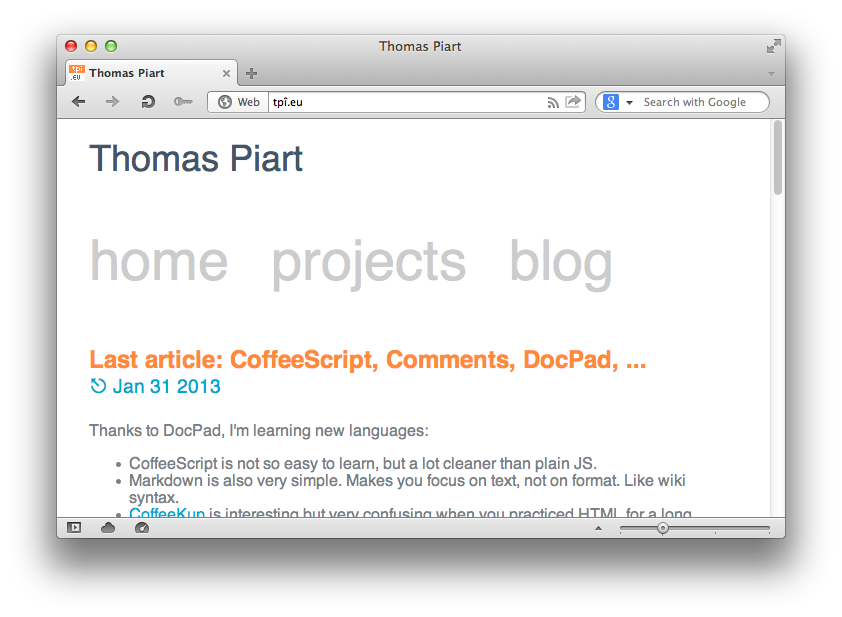 Thomas Piart
tpî .eu Thomas Piart
Web tpî.eu Search with Google
Thomas Piart
home projects blog
Last article: CoffeeScript, Comments, DocPad, ...
Jan 31 2013
Thanks to DocPad, I'm learning new languages:
• CoffeeScript is not so easy to learn, but a lot cleaner than plain JS.
• Markdown is also very simple. Makes you focus on text, not on format. Like wiki
syntax.
• CoffeeKup is interesting but very confusing when you practiced HTML for a long